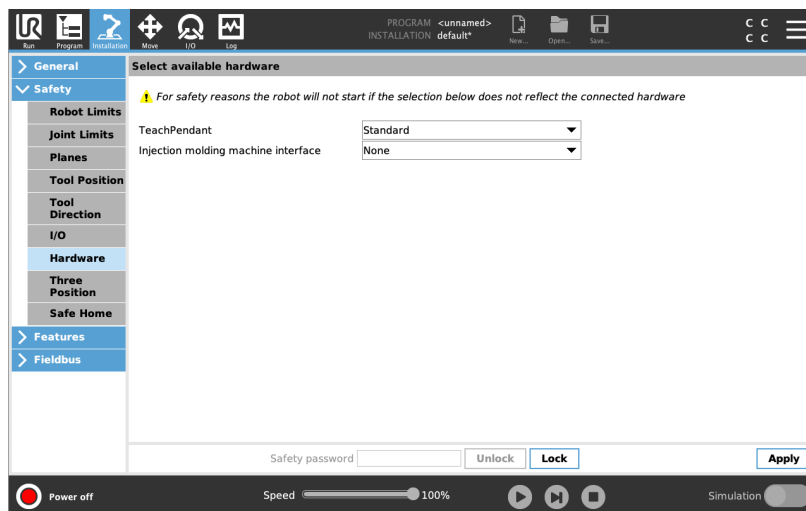 UR
Run
Program
Installation
Move
I/O
Log
PROGRAM <unnamed>
INSTALLATION default*
New...
Open...
Save...
C C
C C
General
Safety
Robot Limits
Joint Limits
Planes
Tool Position
Tool
Direction
I/O
Hardware
Three
Position
Safe Home
Features
Fieldbus
Select available hardware
For safety reasons the robot will not start if the selection below does not reflect the connected hardware
TeachPendant Standard
Injection molding machine interface None
Safety password Unlock Lock Apply
Power off Speed 100% Simulation